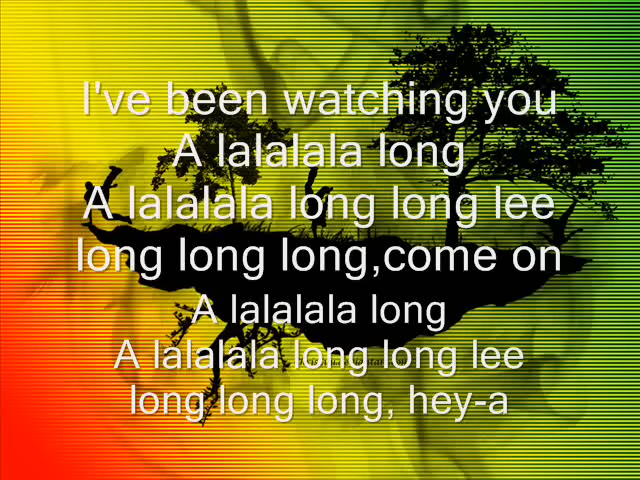 I've been watching you
A lalalala long
A lalalala long long lee
long long long,come on
A lalalala long
A lalalala long long lee
long long long, hey-a